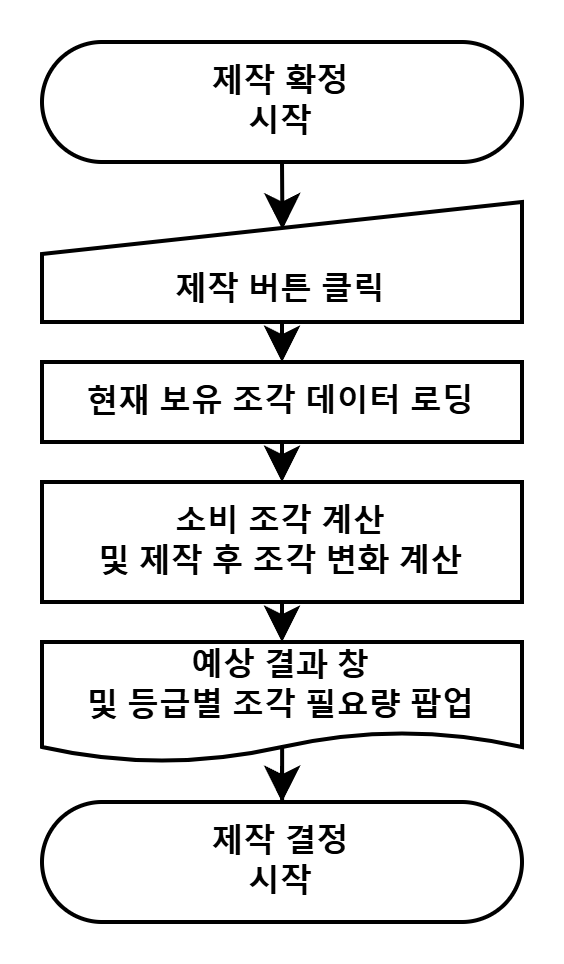 제작 확정
시작
제작 버튼 클릭
현재 보유 조각 데이터 로딩
소비 조각 계산
및 제작 후 조각 변화 계산
예상 결과 창
및 등급별 조각 필요량 팝업
제작 결정
시작